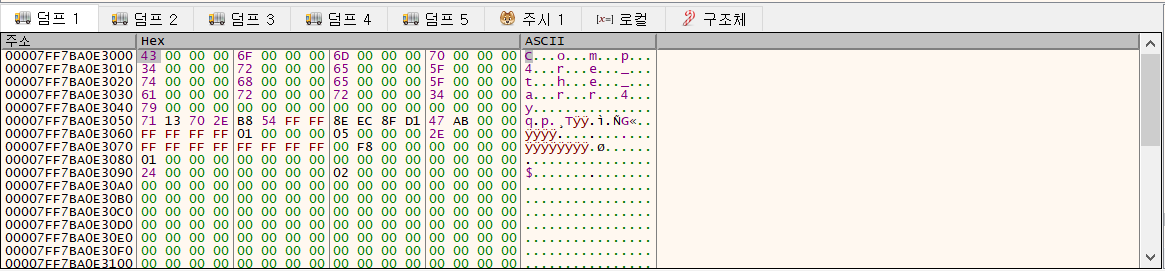 덤프 1 덤프 2 덤프 3 덤프 4 덤프 5 주시 1 [x=] 로컬 구조체
주소 Hex ASCII
00007FF7BA0E3000 43 00 00 00 6F 00 00 00 6D 00 00 00 70 00 00 00 C...o...m...p...
00007FF7BA0E3010 34 00 00 00 72 00 00 00 65 00 00 00 5F 00 00 00 4...r...e..._...
00007FF7BA0E3020 74 00 00 00 68 00 00 00 65 00 00 00 5F 00 00 00 t...h...e..._...
00007FF7BA0E3030 61 00 00 00 72 00 00 00 72 00 00 00 34 00 00 00 a...r...r...4...
00007FF7BA0E3040 79 00 00 00 00 00 00 00 00 00 00 00 00 00 00 00 y...............
00007FF7BA0E3050 71 13 70 2E B8 54 FF FF 8E EC 8F D1 47 AB 00 00 q.p.¸Tÿÿ.ì.ÑG«..
00007FF7BA0E3060 FF FF FF FF 01 00 00 00 05 00 00 00 2E 00 00 00 ÿÿÿÿ............
00007FF7BA0E3070 FF FF FF FF FF FF FF FF 00 F8 00 00 00 00 00 00 ÿÿÿÿÿÿÿÿ.ø......
00007FF7BA0E3080 01 00 00 00 00 00 00 00 00 00 00 00 00 00 00 00 ................
00007FF7BA0E3090 24 00 00 00 00 00 00 00 02 00 00 00 00 00 00 00 $...............
00007FF7BA0E30A0 00 00 00 00 00 00 00 00 00 00 00 00 00 00 00 00 ................
00007FF7BA0E30B0 00 00 00 00 00 00 00 00 00 00 00 00 00 00 00 00 ................
00007FF7BA0E30C0 00 00 00 00 00 00 00 00 00 00 00 00 00 00 00 00 ................
00007FF7BA0E30D0 00 00 00 00 00 00 00 00 00 00 00 00 00 00 00 00 ................
00007FF7BA0E30E0 00 00 00 00 00 00 00 00 00 00 00 00 00 00 00 00 ................
00007FF7BA0E30F0 00 00 00 00 00 00 00 00 00 00 00 00 00 00 00 00 ................
00007FF7BA0E3100 00 00 00 00 00 00 00 00 00 00 00 00 00 00 00 00 ................